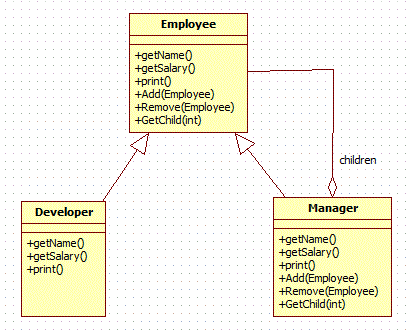 Employee
+getName()
+getSalary()
+print()
+Add(Employee)
+Remove(Employee)
+GetChild(int)
children
Developer
+getName()
+getSalary()
+print()
Manager
+getName()
+getSalary()
+print()
+Add(Employee)
+Remove(Employee)
+GetChild(int)